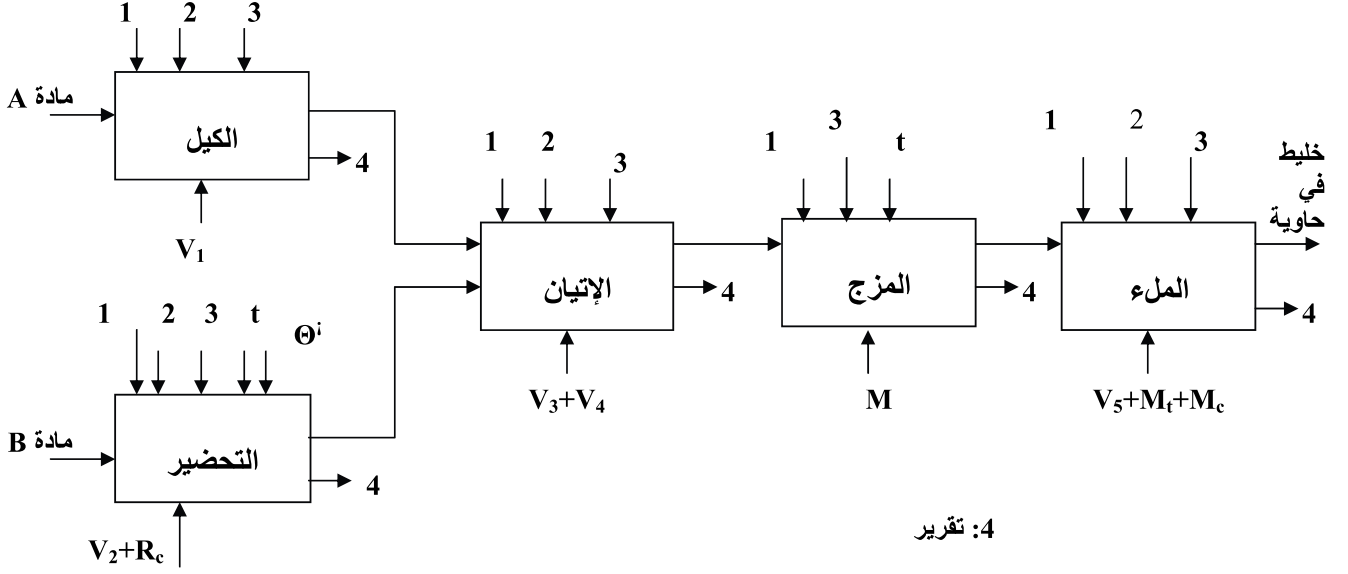 1 2 3
مادة A
الكيل
4
V1
1 2 3 t Θi
مادة B
التحضير
4
V2+Rc
1 2 3
الإتيان
4
V3+V4
1 3 t
المزج
4
M
1 2 3
الملء
4
V5+Mt+Mc
خليط
في
حاوية
4: تقرير